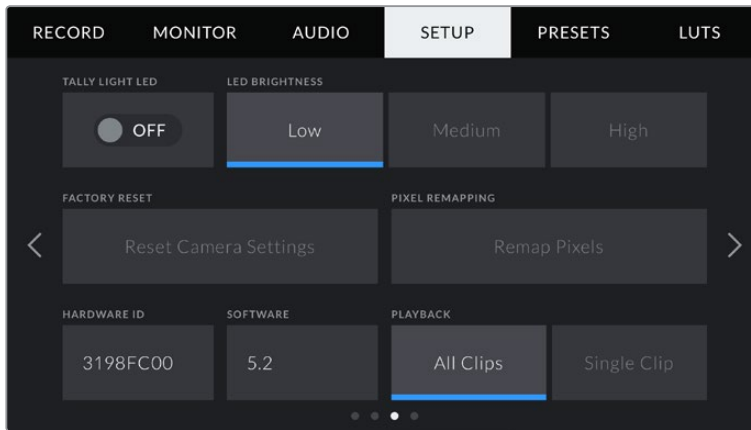 RECORD MONITOR AUDIO SETUP PRESETS LUTS
TALLY LIGHT LED LED BRIGHTNESS
OFF Low Medium High
FACTORY RESET PIXEL REMAPPING
Reset Camera Settings Remap Pixels
HARDWARE ID SOFTWARE PLAYBACK
3198FC00 5.2 All Clips Single Clip